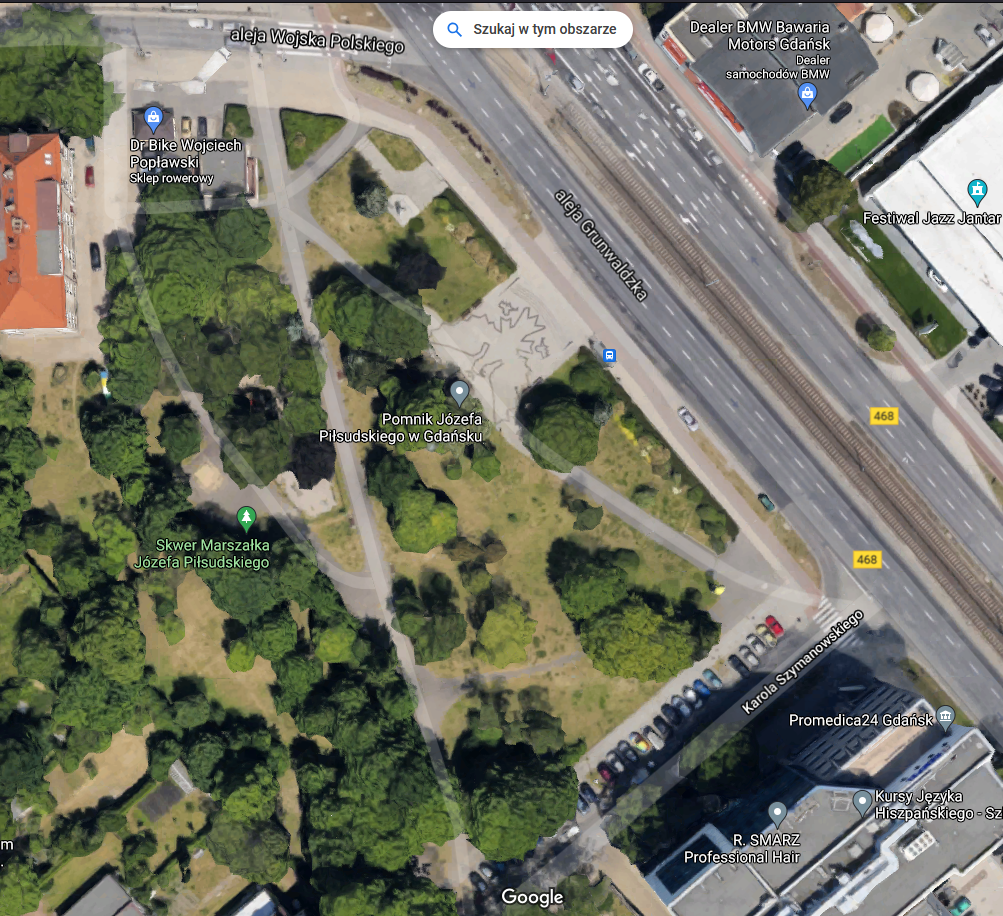 aleja Wojska Polskiego
Szukaj w tym obszarze
Dealer BMW Bawaria
Motors Gdańsk
Dealer
samochodów BMW
Dr Bike Wojciech
Popławski
Sklep rowerowy
aleja Grunwaldzka
Festiwal Jazz Jantar
468
Pomnik Józefa
Piłsudskiego w Gdańsku
Skwer Marszałka
Józefa Piłsudskiego
468
Karola Szymanowskiego
Promedica24 Gdańsk
Kursy Języka
Hiszpańskiego - Sz
R. SMARZ
Professional Hair
m
Google